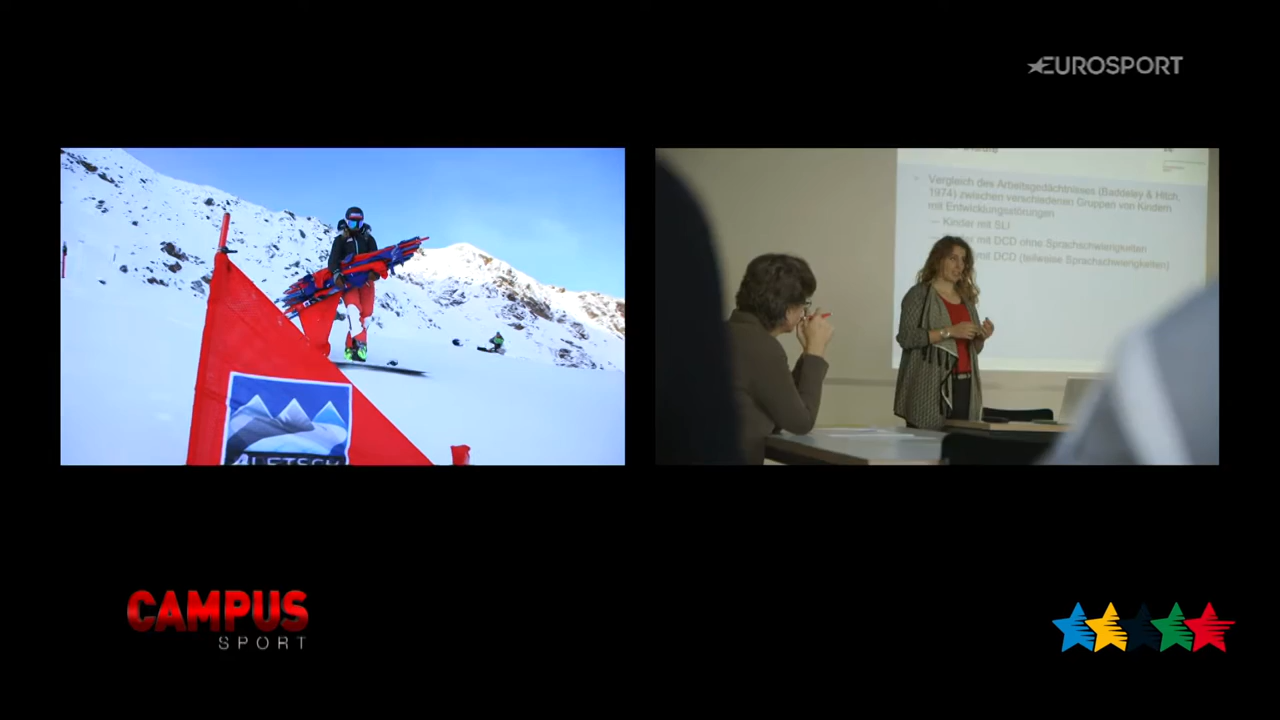 EUROSPORT
Vergleich des Arbeitsgedächtnisses (Baddeley & Hitch,
1974) zwischen verschiedenen Gruppen von Kindern
mit Entwicklungsstörungen
— Kinder mit SLI
mit DCD ohne Sprachschwierigkeiten
mit DCD (teilweise Sprachschwierigkeiten)
ALETSCH
CAMPUS
SPORT